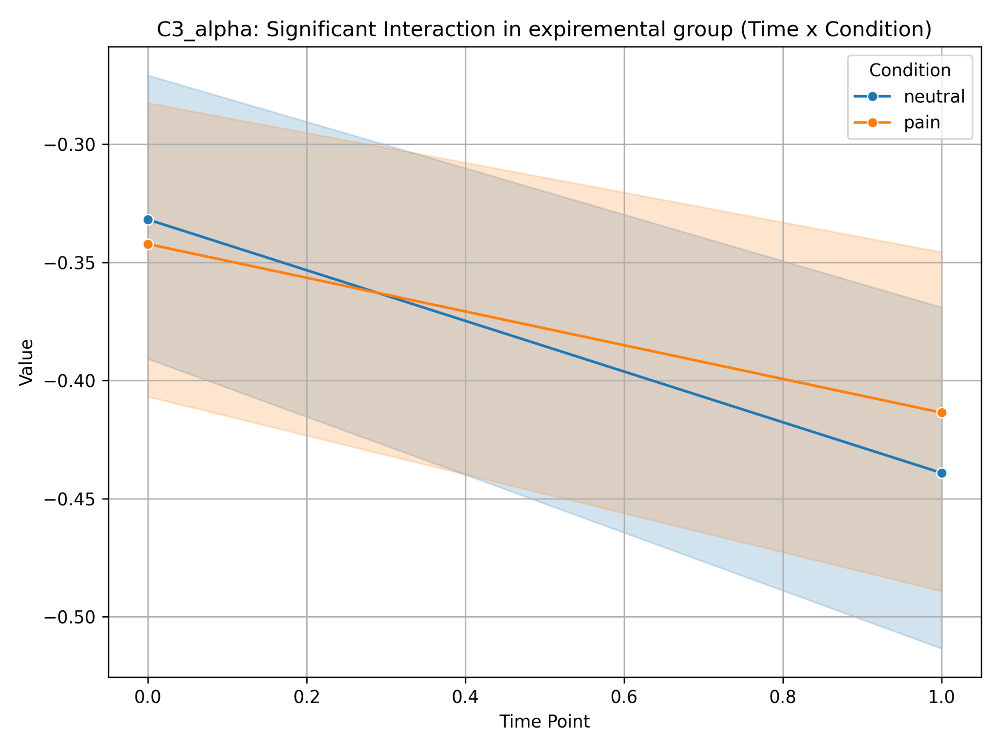 C3_alpha: Significant Interaction in expiremental group (Time x Condition)
Condition
neutral
pain
−0.30
−0.35
−0.40
−0.45
−0.50
Value
0.0 0.2 0.4 0.6 0.8 1.0
Time Point